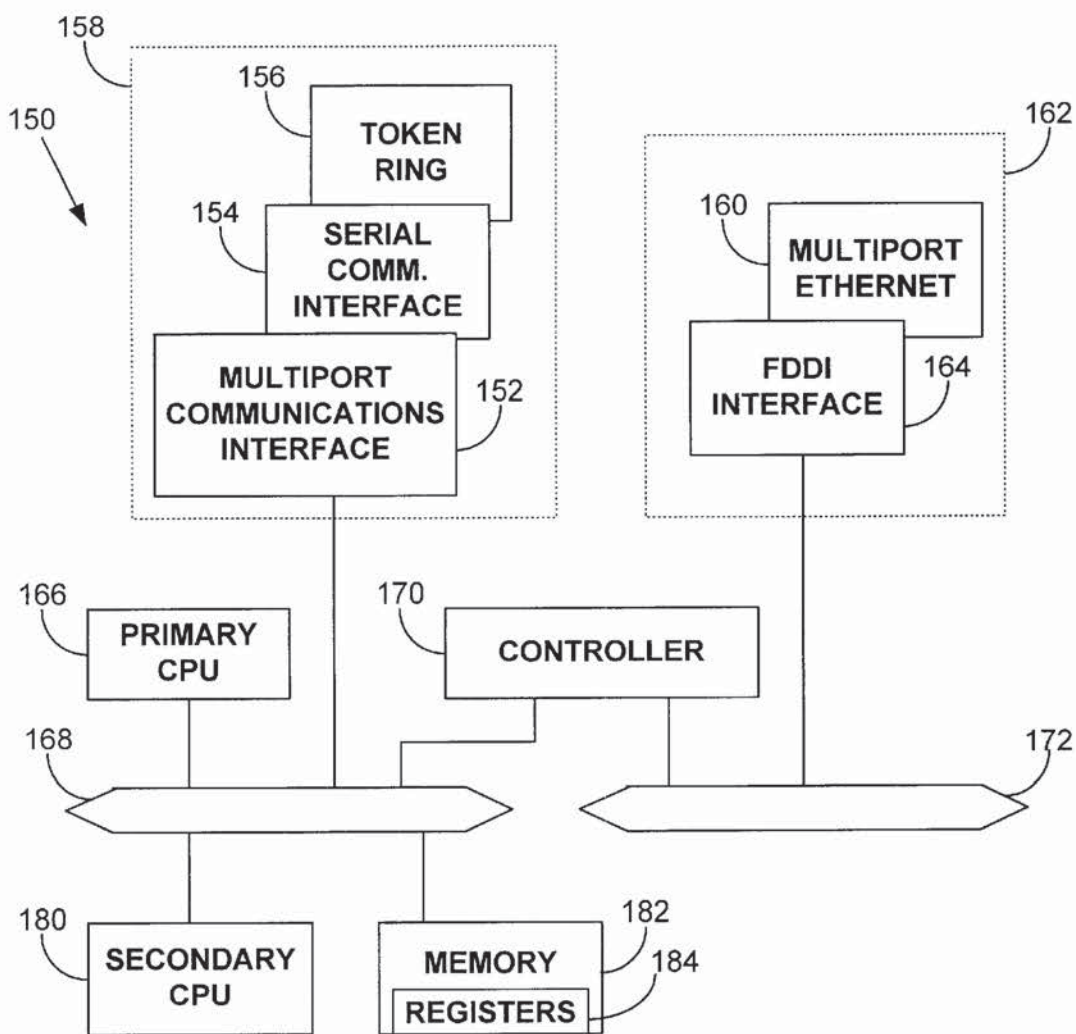 158
156
150
TOKEN
RING
162
154
SERIAL
COMM.
INTERFACE
160
MULTIPORT
ETHERNET
MULTIPORT
COMMUNICATIONS
INTERFACE
152
FDDI
INTERFACE
164
166
PRIMARY
CPU
170
CONTROLLER
168
172
180
SECONDARY
CPU
182
MEMORY
184
REGISTERS